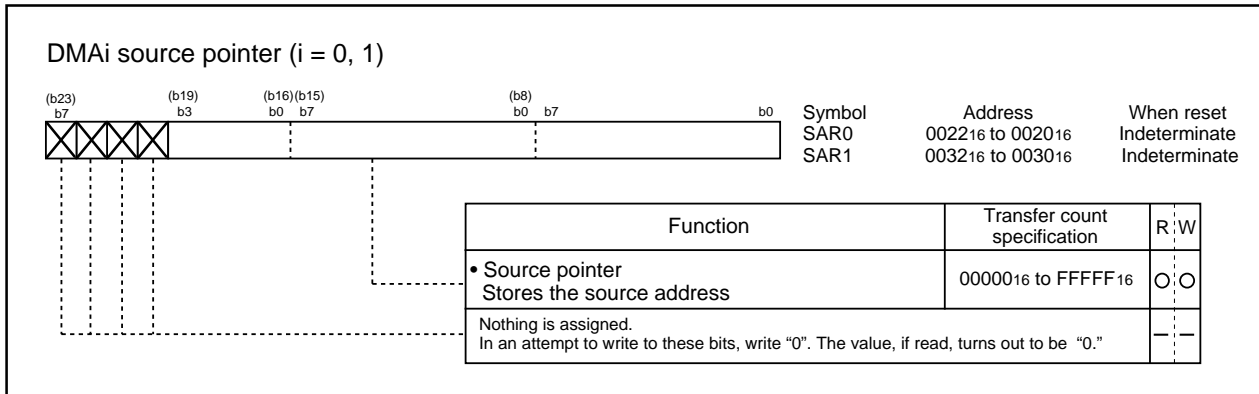 DMAi source pointer (i = 0, 1)
(b23) (b19) (b16)(b15) (b8)
b7 b3 b0 b7 b0 b7 b0
Symbol Address When reset
SAR0 002216 to 002016 Indeterminate
SAR1 003216 to 003016 Indeterminate
Function Transfer count specification R W
• Source pointer
Stores the source address 0000016 to FFFFF16
Nothing is assigned.
In an attempt to write to these bits, write “0”. The value, if read, turns out to be “0.” – –